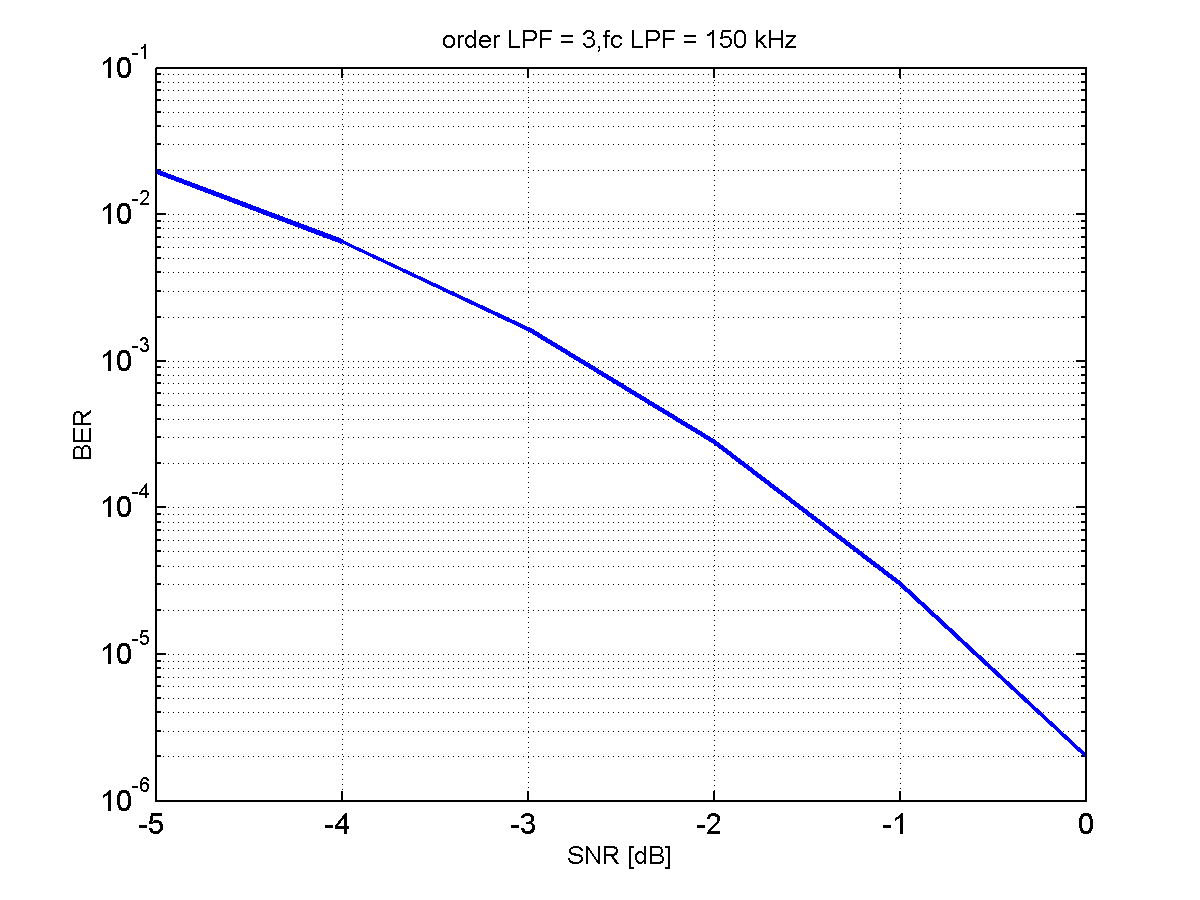 order LPF = 3,fc LPF = 150 kHz
10^-1
10^-2
10^-3
10^-4
10^-5
10^-6
BER
-5 -4 -3 -2 -1 0
SNR [dB]